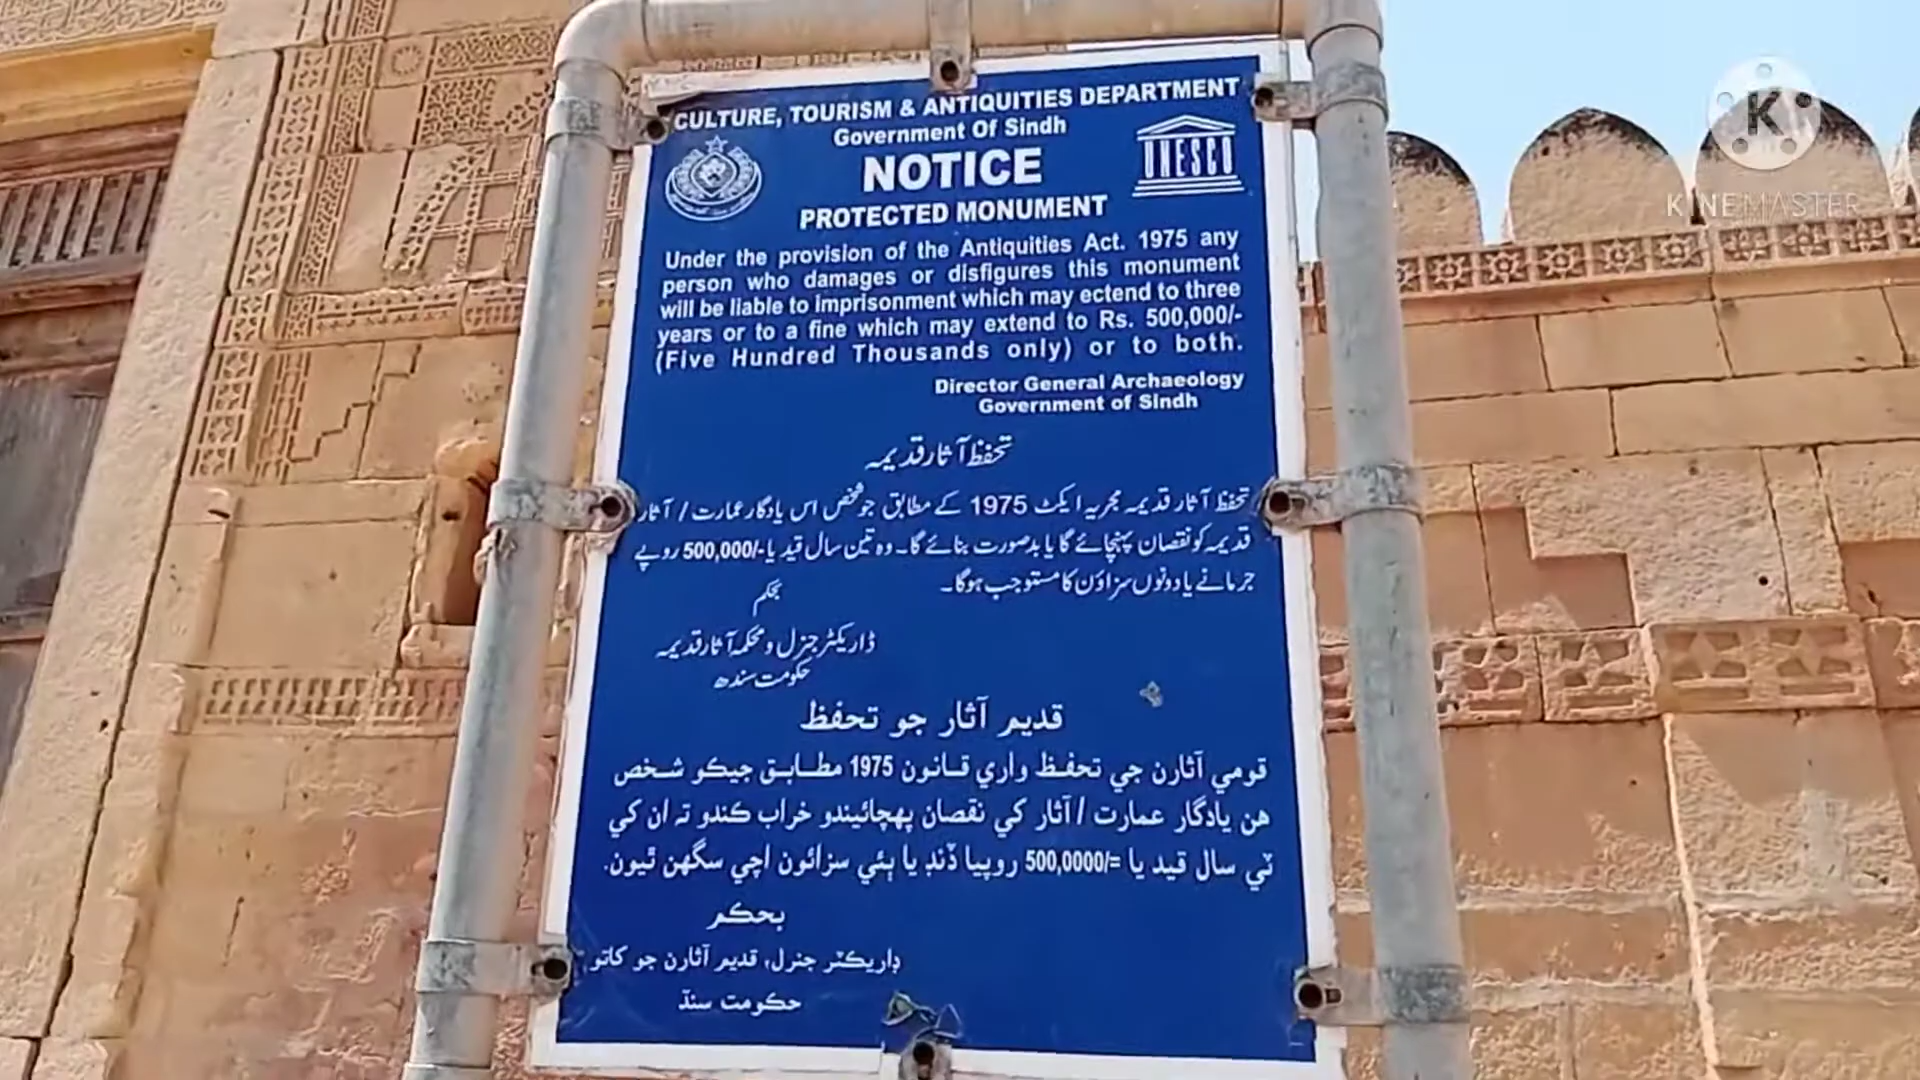 CULTURE, TOURISM & ANTIQUITIES DEPARTMENT
Government Of Sindh
NOTICE
UNESCO
PROTECTED MONUMENT
Under the provision of the Antiquities Act. 1975 any
person who damages or disfigures this monument
will be liable to imprisonment which may ectend to three
years or to a fine which may extend to Rs. 500,000/-
(Five Hundred Thousands only) or to both.
Director General Archaeology
Government of Sindh
تحفظ آثار قدیمہ
تحفظ آثار قدیمہ مجریہ ایکٹ 1975 کے مطابق جو شخص اس یادگار عمارت / آثار
قدیمہ کو نقصان پہنچائے گا یا بدصورت بنائے گا۔ وہ تین سال قید یا -/500,000 روپے
جرمانے یا دونوں سزاؤں کا مستوجب ہوگا۔
بحکم
ڈاریکٹر جنرل و محکمہ آثار قدیمہ
حکومت سندھ
قديم آثار جو تحفظ
قومي آثارن جي تحفظ واري قانون 1975 مطابق جيڪو شخص
هن يادگار عمارت / آثار کي نقصان پهچائيندو خراب ڪندو ته ان کي
ٽي سال قيد يا =/500,0000 روپيا ڏنڊ يا ٻئي سزائون اچي سگهن ٿيون.
بحڪم
ڊاريڪٽر جنرل، قديم آثارن جو کاتو
حڪومت سنڌ
K
KINEMASTER